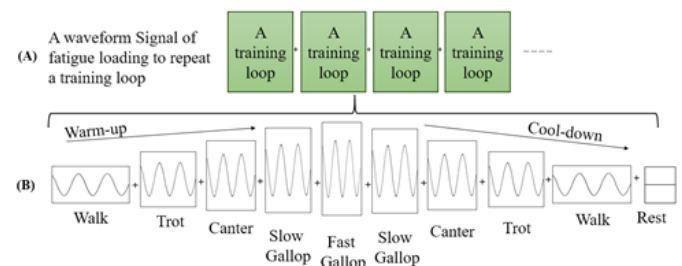 A waveform Signal of
(A) fatigue loading to repeat
a training loop
A
training
loop
+
A
training
loop
+
A
training
loop
+
A
training
loop
----
Warm-up
Cool-down
(B)
+ + + + + + + + +
Walk
Trot
Canter
Slow
Gallop
Fast
Gallop
Slow
Gallop
Canter
Trot
Walk
Rest